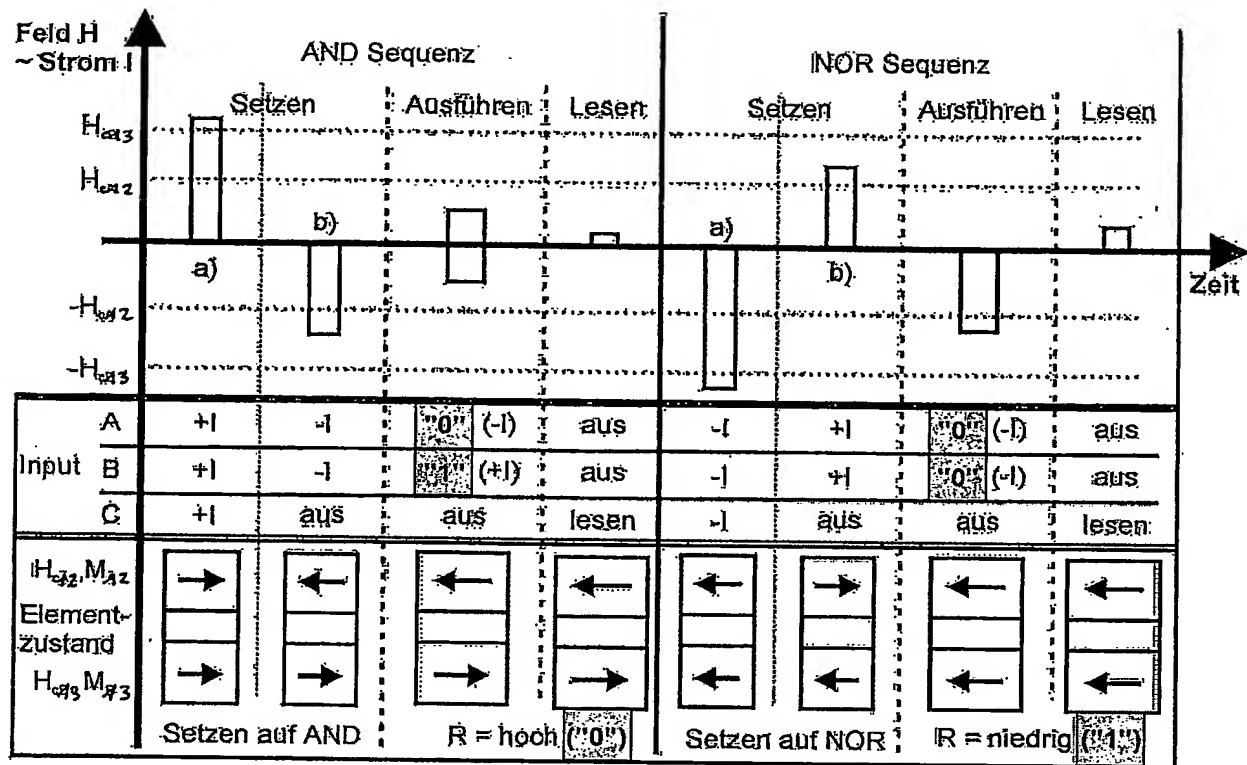 Feld H
~ Strom I
AND Sequenz
NOR Sequenz
Setzen Ausführen Lesen Setzen Ausführen Lesen
a)
b)
a)
b)
Zeit
Input
A +I -I "0" (-I) aus -I +I "0" (-I) aus
B +I -I "1" (+I) aus -I +I "0" (-I) aus
C +I aus aus lesen -I aus aus lesen
Element-
zustand
Setzen auf AND R = hoch ("0") Setzen auf NOR R = niedrig ("1")